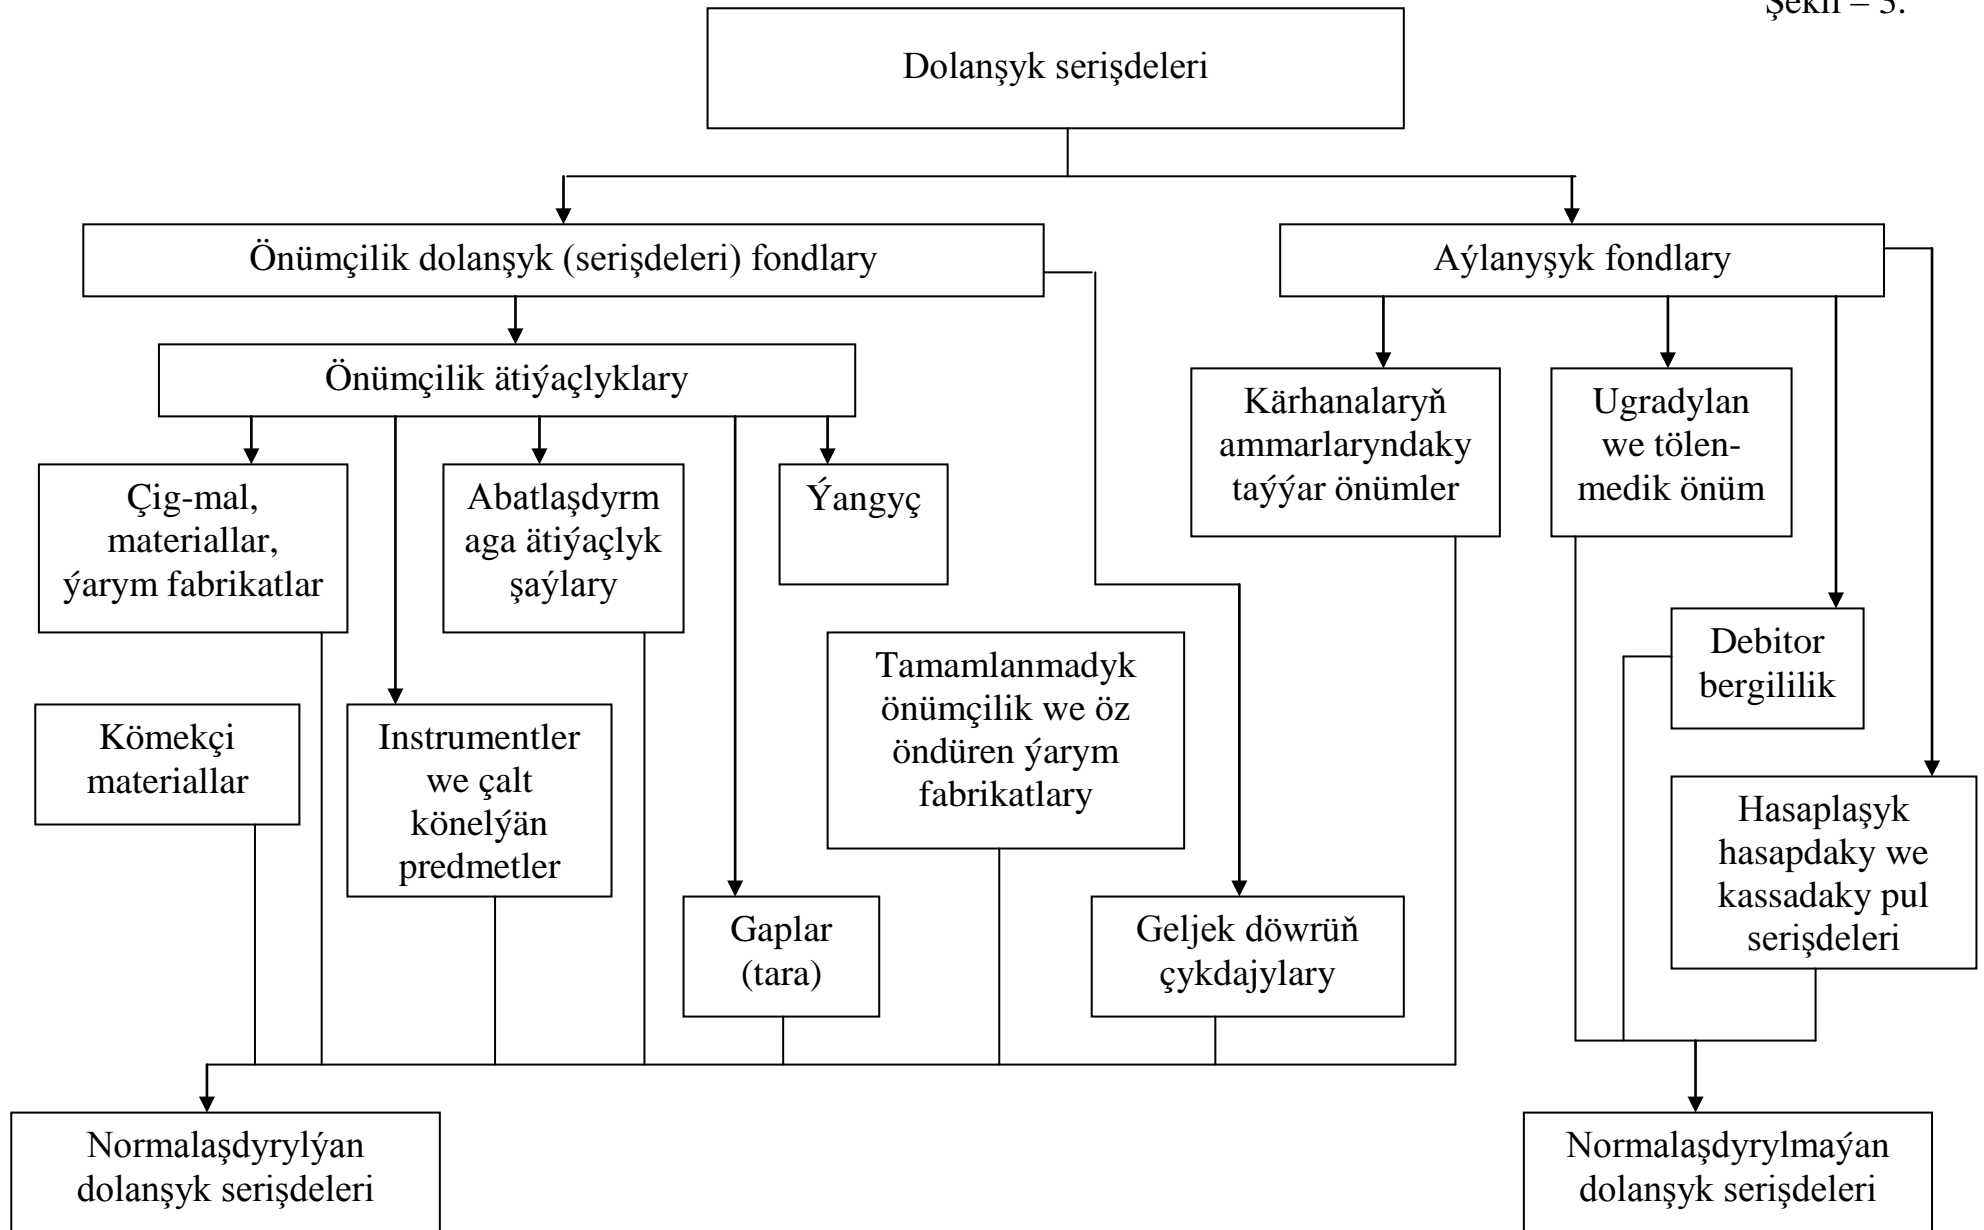 Şekil – 3.
Dolanşyk serişdeleri
Önümçilik dolanşyk (serişdeleri) fondlary
Aýlanyşyk fondlary
Önümçilik ätiýaçlyklary
Kärhanalaryň
ammarlaryndaky
taýýar önümler
Ugradylan
we tölen-
medik önüm
Çig-mal,
materiallar,
ýarym fabrikatlar
Abatlaşdyrm
aga ätiýaçlyk
şaýlary
Ýangyç
Debitor
bergililik
Tamamlanmadyk
önümçilik we öz
öndüren ýarym
fabrikatlary
Kömekçi
materiallar
Instrumentler
we çalt
könelýän
predmetler
Hasaplaşyk
hasapdaky we
kassadaky pul
serişdeleri
Gaplar
(tara)
Geljek döwrüň
çykdajylary
Normalaşdyrylýan
dolanşyk serişdeleri
Normalaşdyrylmaýan
dolanşyk serişdeleri